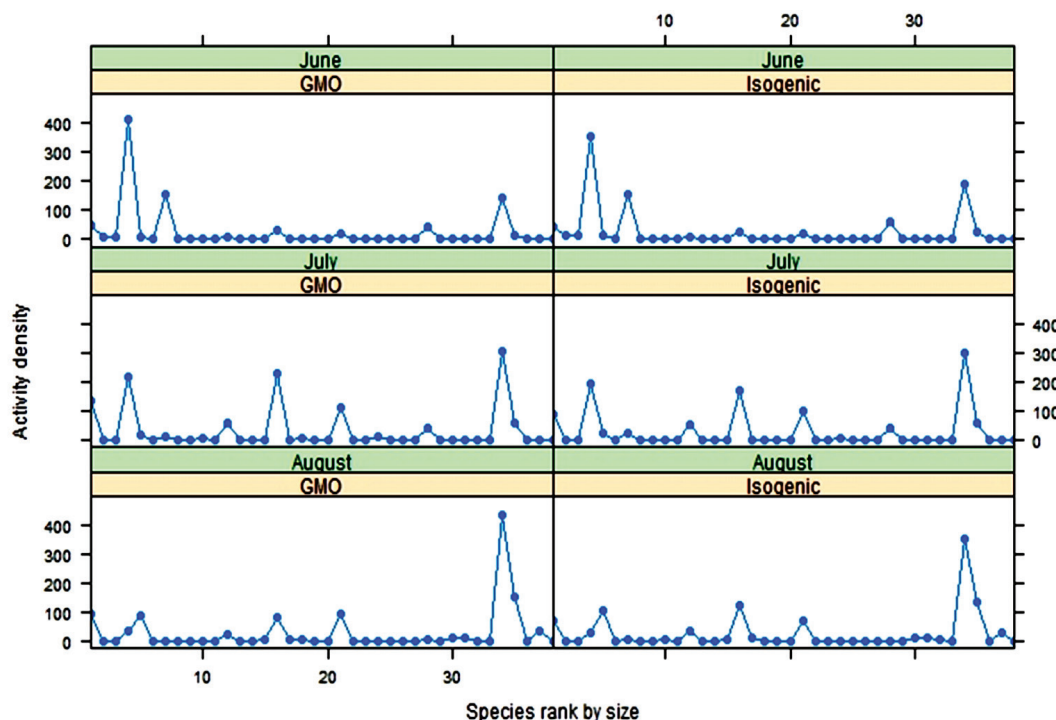 10 20 30
June June
GMO Isogenic
400
300
200
100
0
July July
GMO Isogenic
400
300
200
100
0
Activity density
August August
GMO Isogenic
400
300
200
100
0
10 20 30
Species rank by size